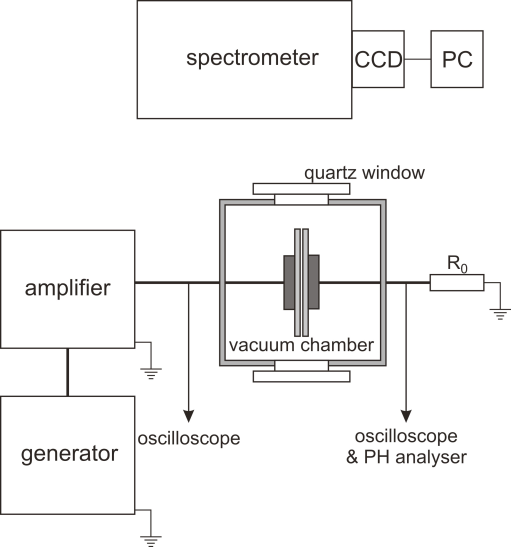 spectrometer
CCD
PC
quartz window
amplifier
R₀
vacuum chamber
generator
oscilloscope
oscilloscope
& PH analyser